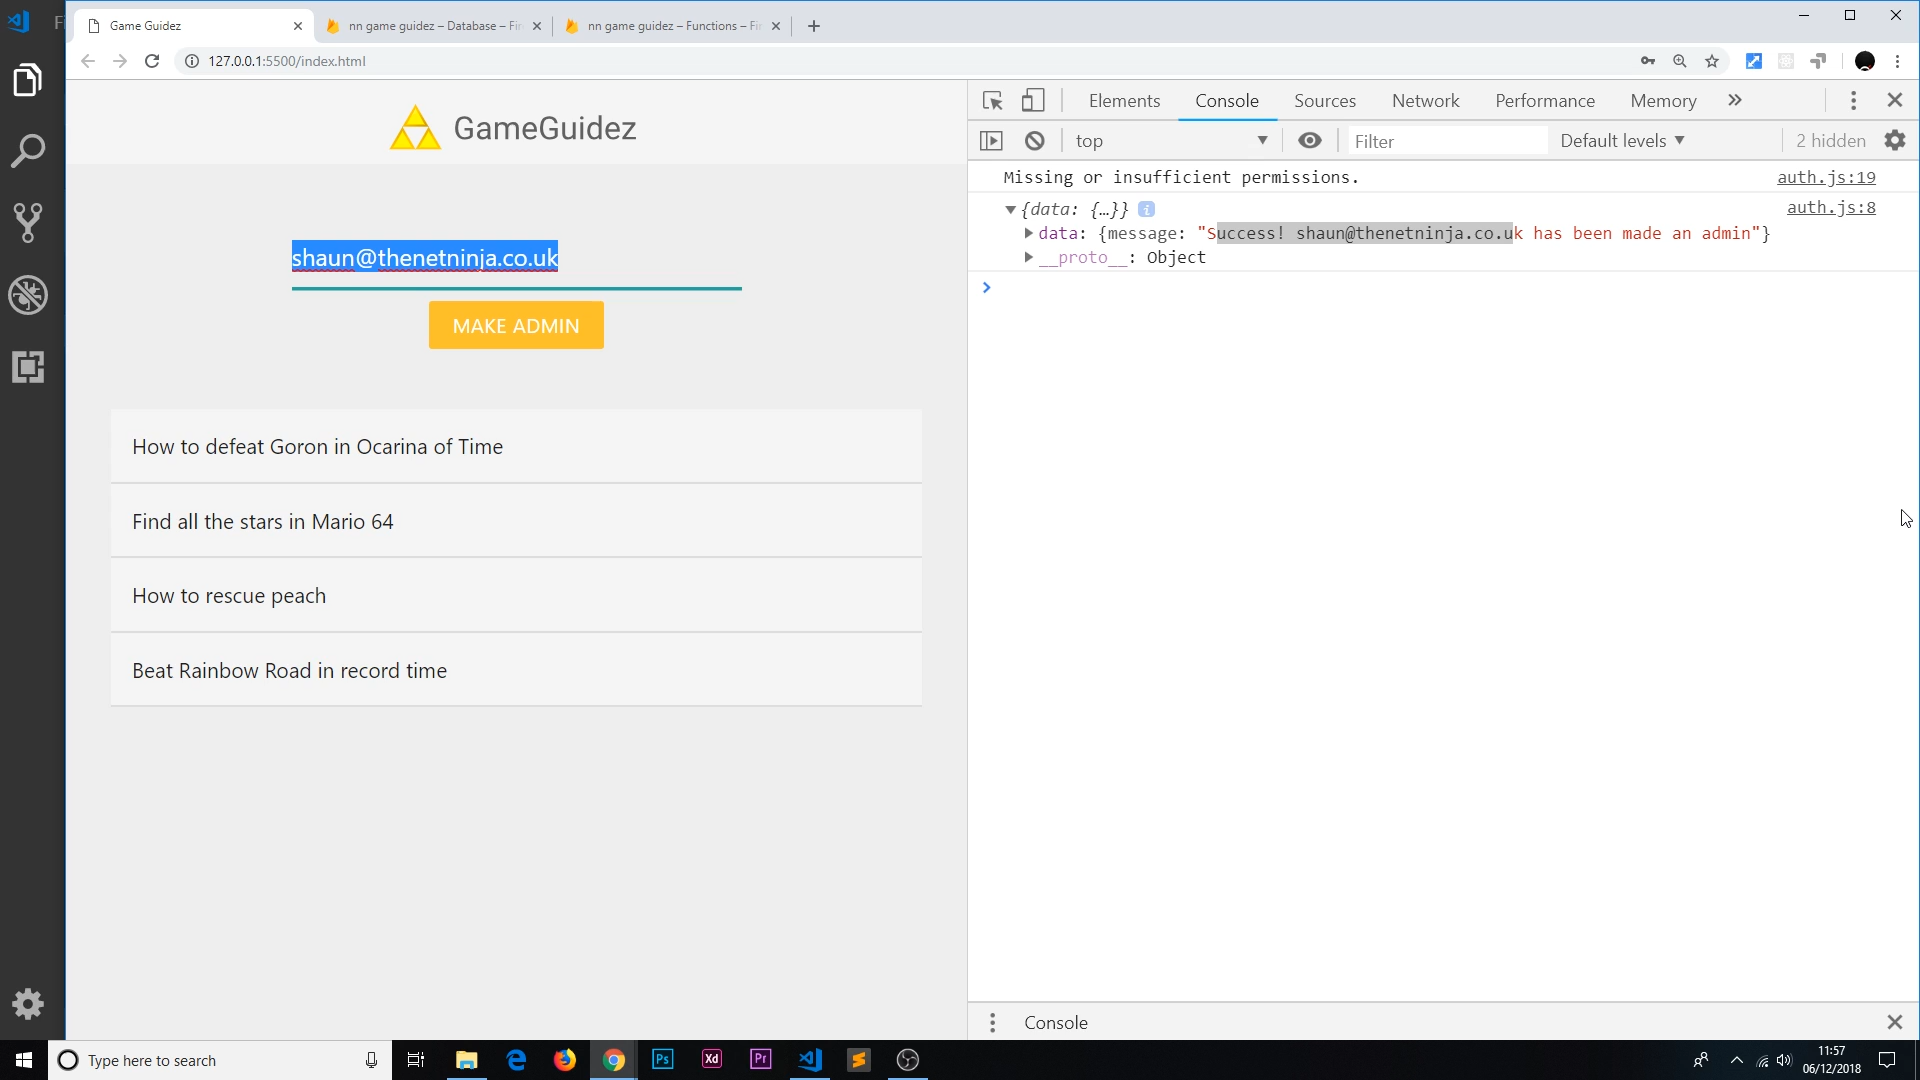 Fi
Game Guidez
nn game guidez – Database – Fir
nn game guidez – Functions – Fi
127.0.0.1:5500/index.html
GameGuidez
shaun@thenetninja.co.uk
MAKE ADMIN
How to defeat Goron in Ocarina of Time
Find all the stars in Mario 64
How to rescue peach
Beat Rainbow Road in record time
Elements Console Sources Network Performance Memory
top Filter Default levels 2 hidden
Missing or insufficient permissions. auth.js:19
{data: {…}} i auth.js:8
data: {message: "Success! shaun@thenetninja.co.uk has been made an admin"}
__proto__: Object
Console
Type here to search
Ps
Xd
Pr
11:57
06/12/2018